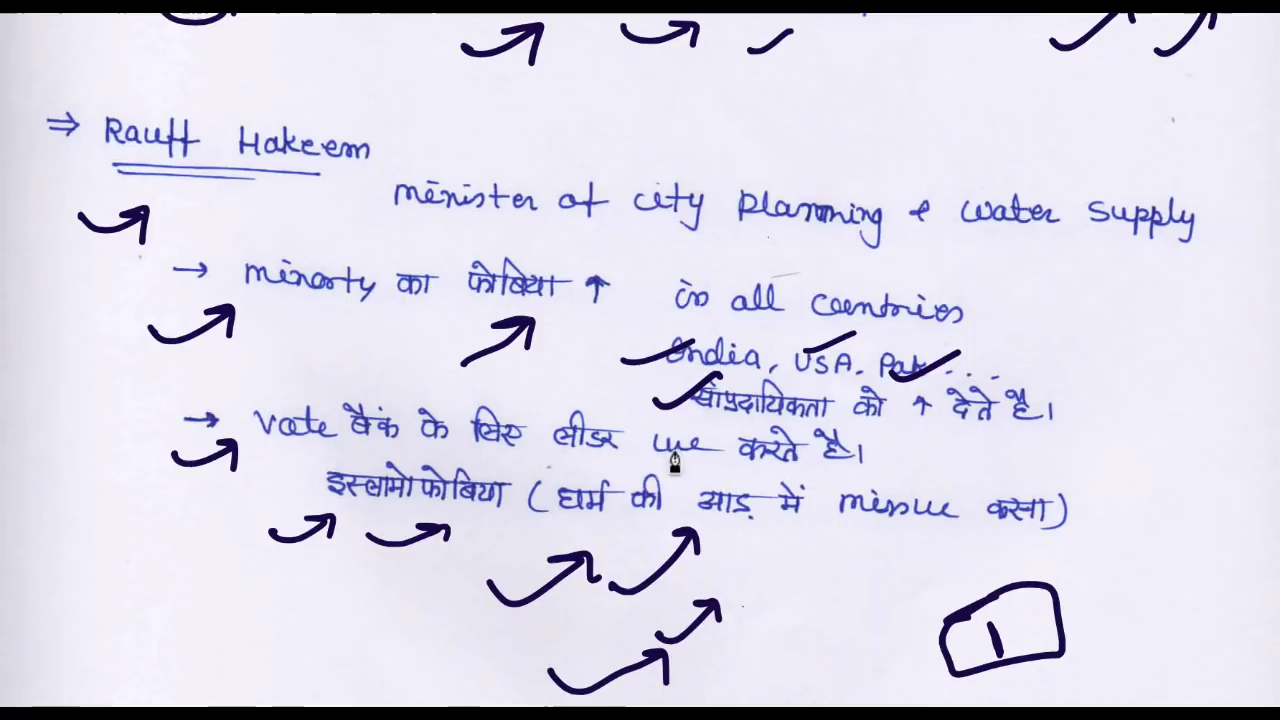 ⇒ Rauff Hakeem
minister of city planning & water supply
→ minorty का फोबिया ↑ in all countries
India, USA. Pak ...
सांप्रदायिकता को ↑ देते है।
→ Vote बैंक के लिए लीडर use करते है।
इस्लामोफोबिया (धर्म की आड़ में misuse करना)
1